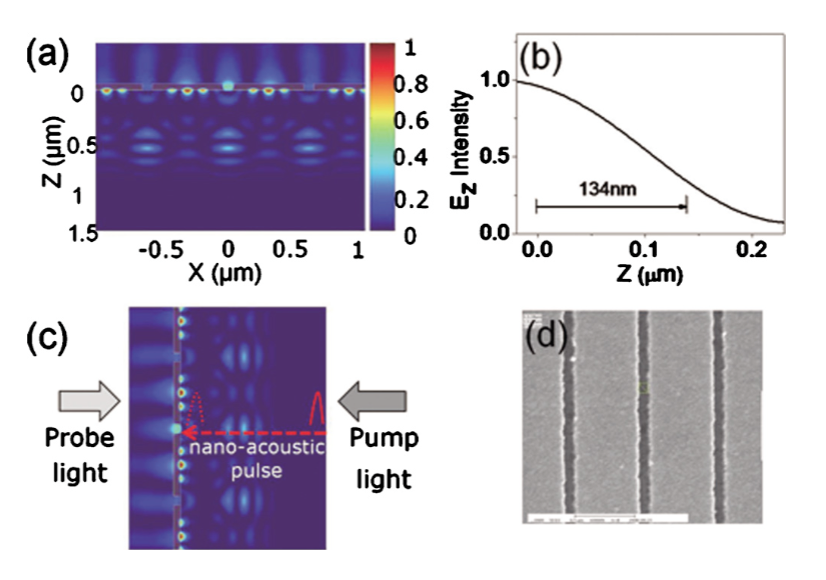 (a)
1
0.8
0.6
0.4
0.2
0
0
0.5
1
1.5
Z (μm)
-0.5 0 0.5 1
X (μm)
(b)
1.0
0.5
0.0
Ez Intensity
134nm
0.0 0.1 0.2
Z (μm)
(c)
Probe
light
nano-acoustic
pulse
Pump
light
(d)